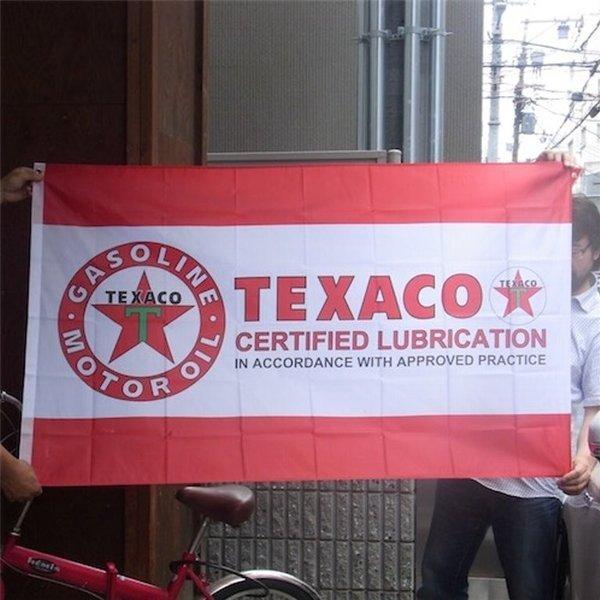 GASOLINE
TEXACO
T
MOTOR OIL
TEXACO
TEXACO
T
CERTIFIED LUBRICATION
IN ACCORDANCE WITH APPROVED PRACTICE